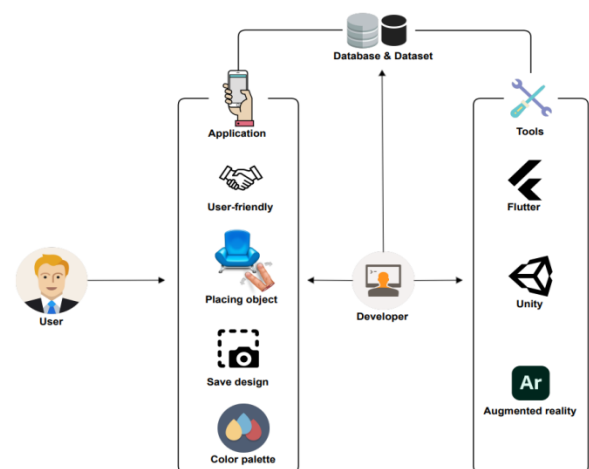 Database & Dataset
Application
Tools
User-friendly
Flutter
Placing object
User
Developer
Unity
Save design
Ar
Augmented reality
Color palette